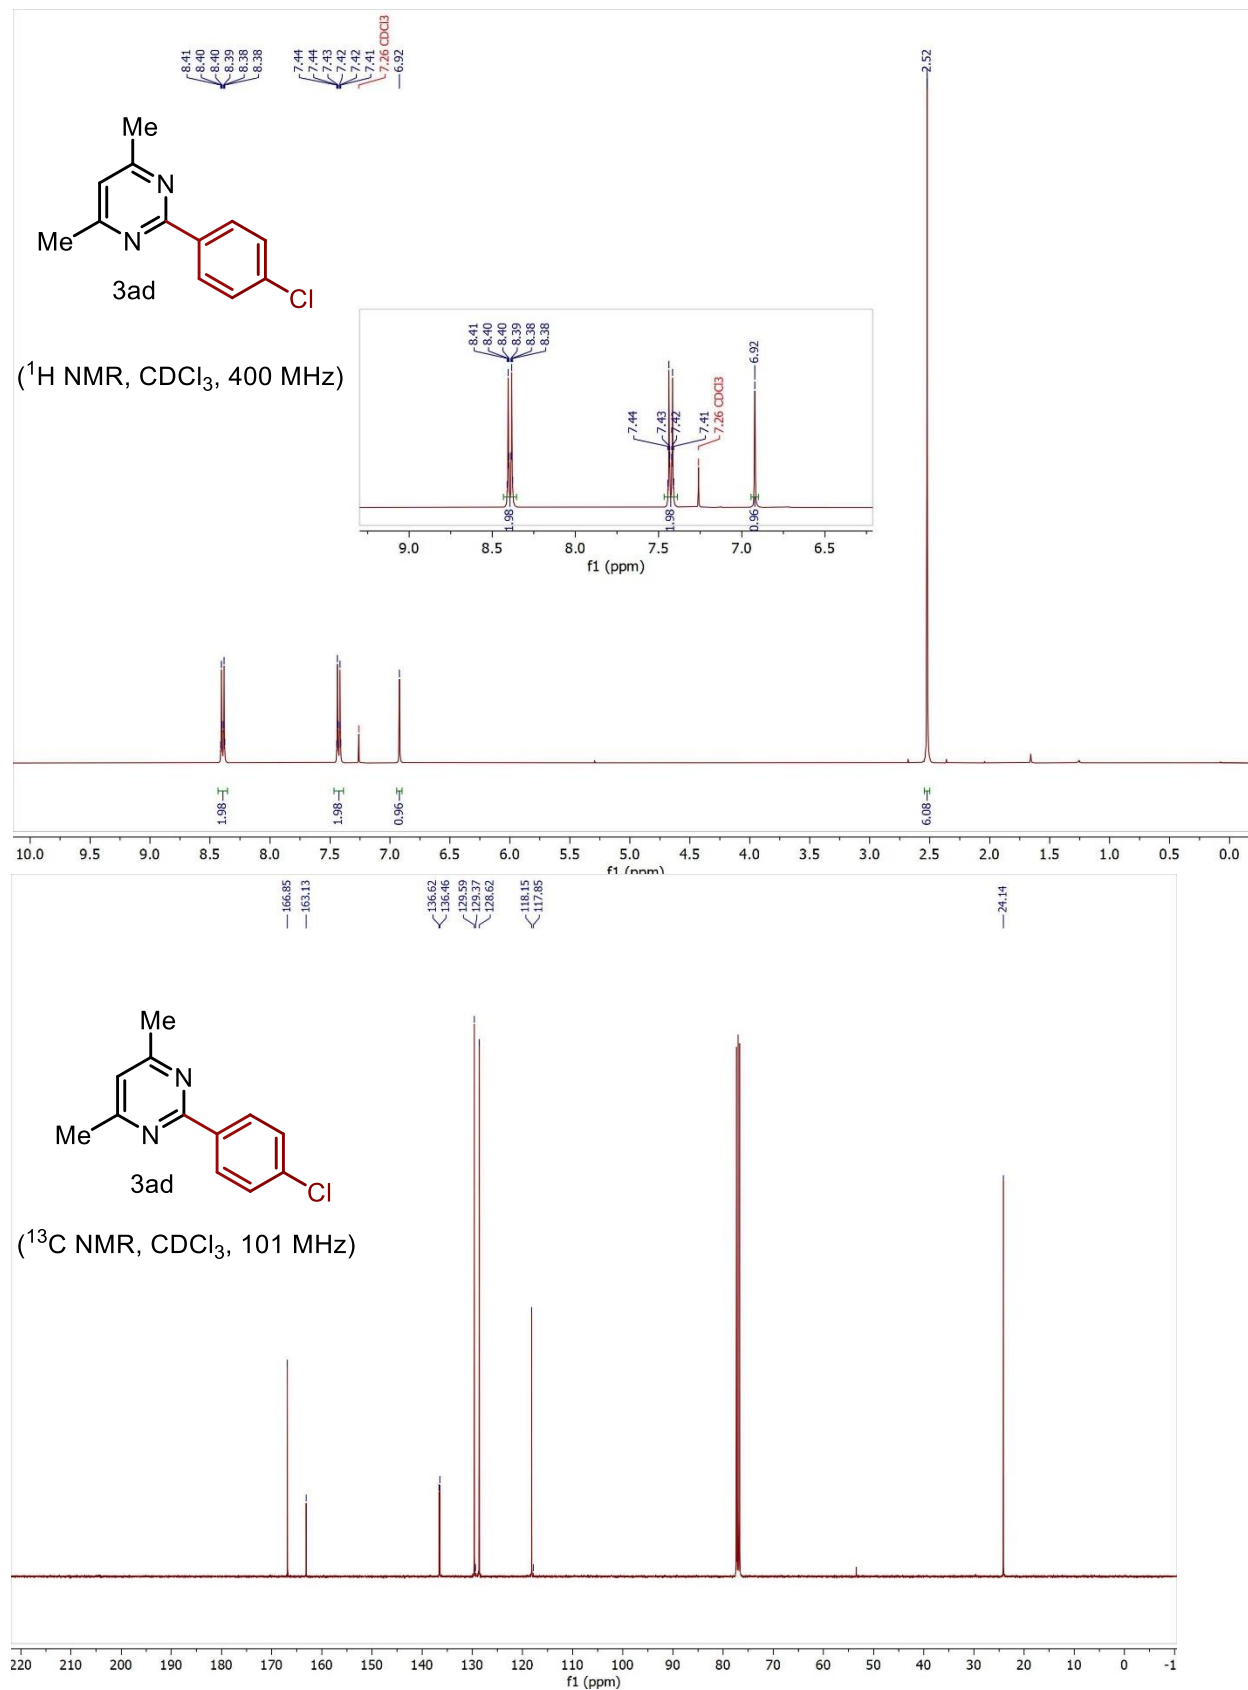 8.41
8.40
8.40
8.39
8.38
8.38
7.44
7.44
7.43
7.42
7.42
7.41
7.26 CDCl3
6.92
2.52
Me
N
Me
N
3ad
Cl
(¹H NMR, CDCl₃, 400 MHz)
8.41
8.40
8.40
8.39
8.38
8.38
7.44
7.43
7.42
7.41
7.26 CDCl3
6.92
1.98
1.98
0.96
9.0 8.5 8.0 7.5 7.0 6.5
f1 (ppm)
1.98
1.98
0.96
6.08
10.0 9.5 9.0 8.5 8.0 7.5 7.0 6.5 6.0 5.5 5.0 4.5 4.0 3.5 3.0 2.5 2.0 1.5 1.0 0.5 0.0
f1 (ppm)
166.85
163.13
136.62
136.46
129.59
129.37
128.62
118.15
117.85
24.14
Me
N
Me
N
3ad
Cl
(¹³C NMR, CDCl₃, 101 MHz)
220 210 200 190 180 170 160 150 140 130 120 110 100 90 80 70 60 50 40 30 20 10 0 -1
f1 (ppm)